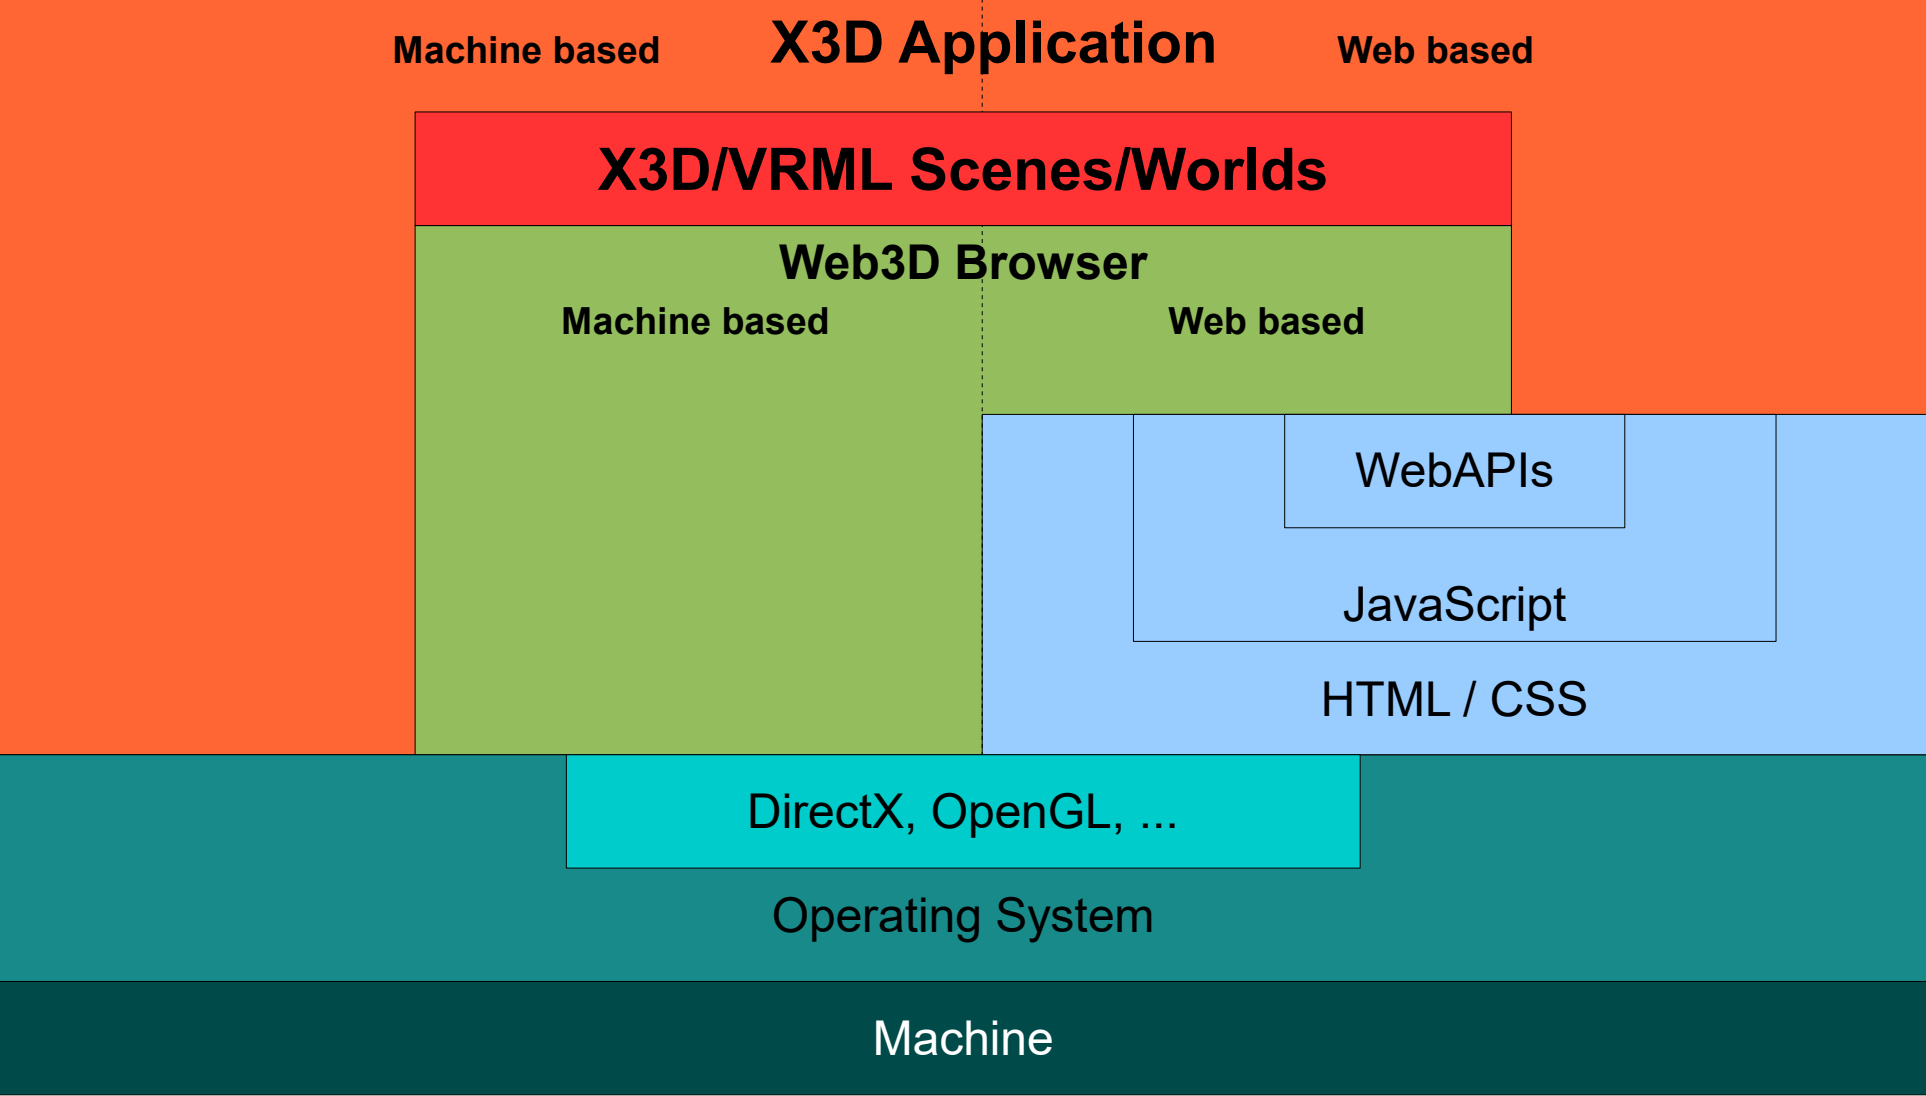 X3D Application
Machine based
Web based
X3D/VRML Scenes/Worlds
Web3D Browser
Machine based
Web based
WebAPIs
JavaScript
HTML / CSS
DirectX, OpenGL, ...
Operating System
Machine